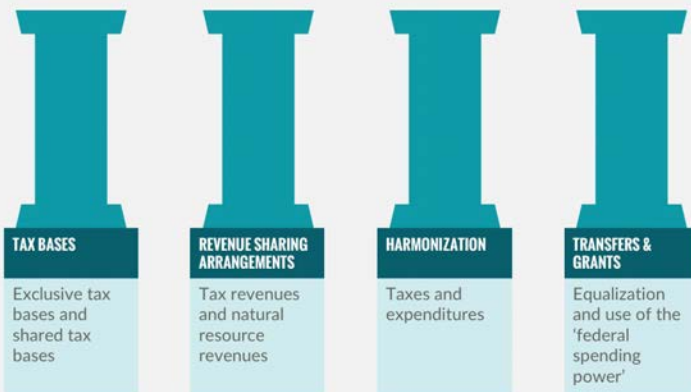 TAX BASES
Exclusive tax
bases and
shared tax
bases
REVENUE SHARING
ARRANGEMENTS
Tax revenues
and natural
resource
revenues
HARMONIZATION
Taxes and
expenditures
TRANSFERS &
GRANTS
Equalization
and use of the
‘federal
spending
power’